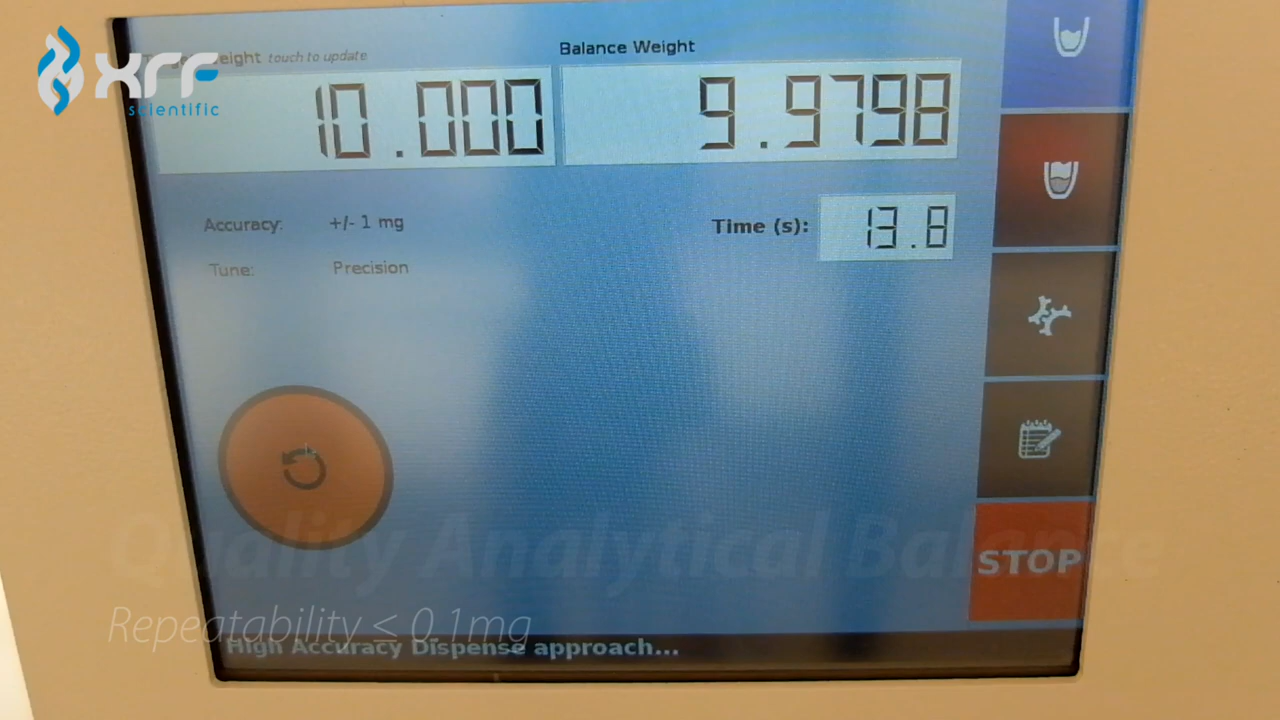 xrf scientific
eight touch to update
Balance Weight
10.000
9.9798
Accuracy: +/- 1 mg
Time (s): 13.8
Tune: Precision
Quality Analytical Balance
STOP
Repeatability ≤ 0.1mg
High Accuracy Dispense approach...